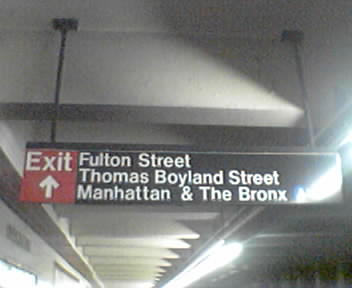 Exit
Fulton Street
Thomas Boyland Street
Manhattan & The Bronx